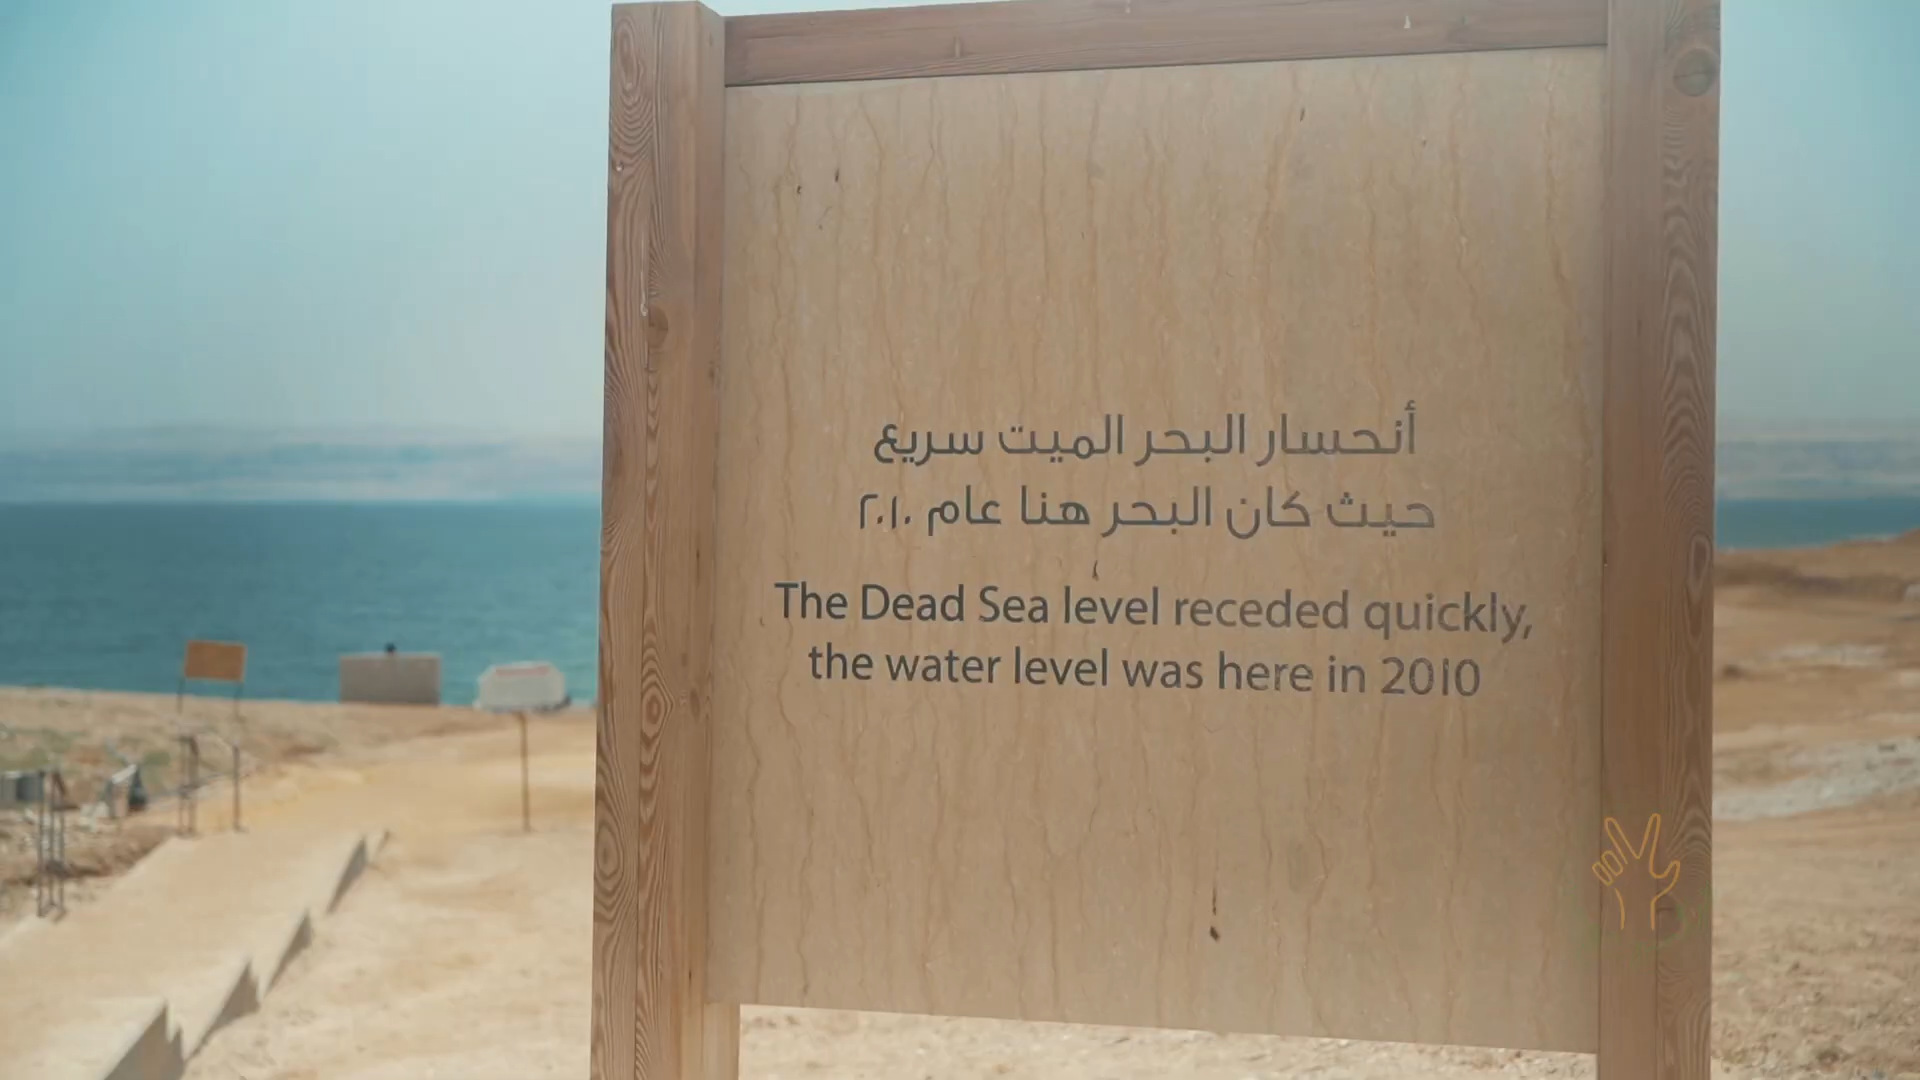 أنحسار البحر الميت سريع
حيث كان البحر هنا عام ٢٠١٠
The Dead Sea level receded quickly,
the water level was here in 2010